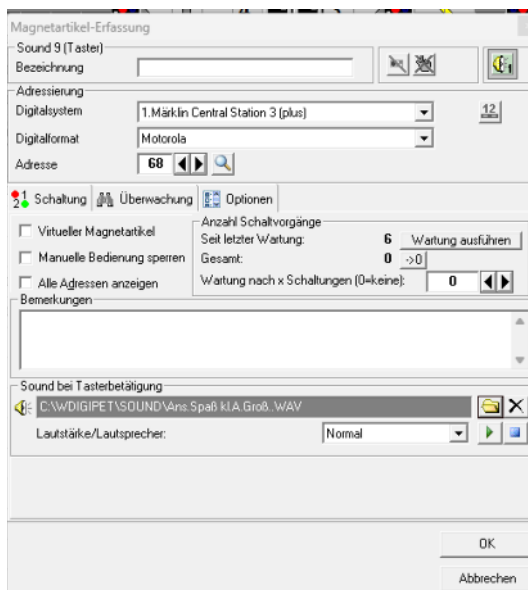 Magnetartikel-Erfassung
Sound 9 (Taster)
Bezeichnung
1
Adressierung
Digitalsystem 1.Märklin Central Station 3 (plus) 12
Digitalformat Motorola
Adresse 68
Schaltung Überwachung Optionen
Virtueller Magnetartikel
Manuelle Bedienung sperren
Alle Adressen anzeigen
Anzahl Schaltvorgänge
Seit letzter Wartung: 6 Wartung ausführen
Gesamt: 0 ->0
Wartung nach x Schaltungen (0=keine): 0
Bemerkungen
Sound bei Tasterbetätigung
C:\WDIGIPET\SOUND\Ans.Spaß kl.A.Groß..WAV
Lautstärke/Lautsprecher: Normal
OK
Abbrechen